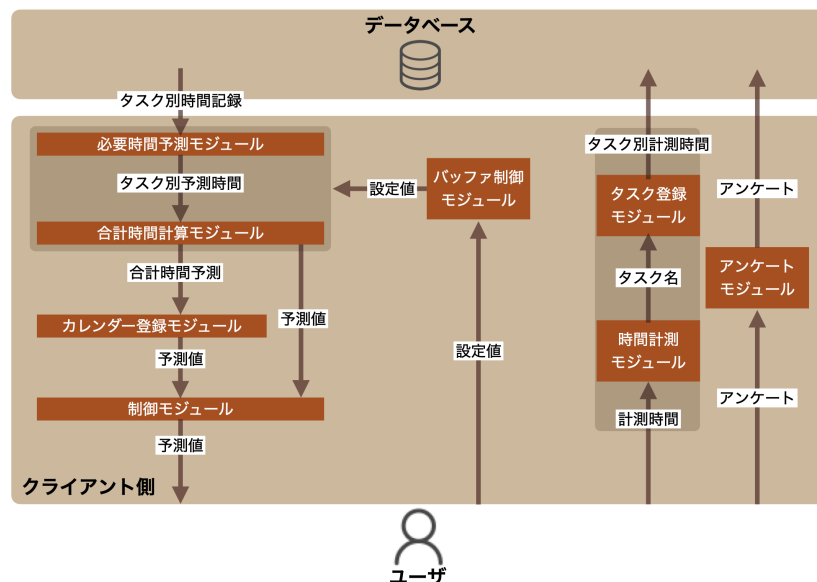 データベース
タスク別時間記録
必要時間予測モジュール
タスク別予測時間
合計時間計算モジュール
合計時間予測
カレンダー登録モジュール
予測値
予測値
制御モジュール
予測値
設定値
バッファ制御
モジュール
設定値
タスク別計測時間
タスク登録
モジュール
タスク名
時間計測
モジュール
計測時間
アンケート
アンケート
モジュール
アンケート
クライアント側
ユーザ